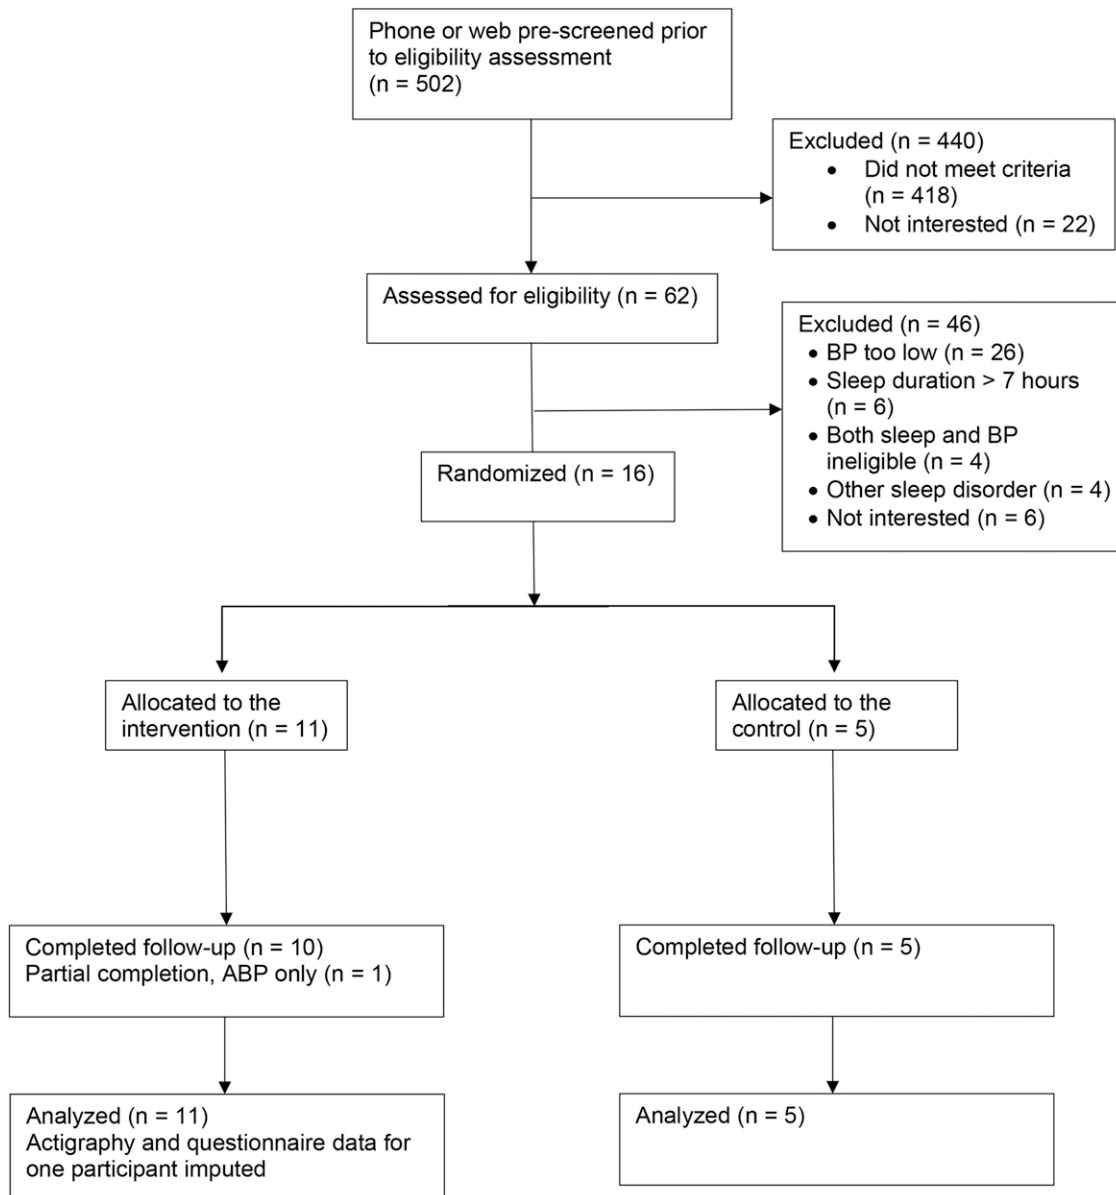 Phone or web pre-screened prior
to eligibility assessment
(n = 502)
Excluded (n = 440)
• Did not meet criteria
(n = 418)
• Not interested (n = 22)
Assessed for eligibility (n = 62)
Excluded (n = 46)
• BP too low (n = 26)
• Sleep duration > 7 hours
(n = 6)
• Both sleep and BP
ineligible (n = 4)
• Other sleep disorder (n = 4)
• Not interested (n = 6)
Randomized (n = 16)
Allocated to the
intervention (n = 11)
Allocated to the
control (n = 5)
Completed follow-up (n = 10)
Partial completion, ABP only (n = 1)
Completed follow-up (n = 5)
Analyzed (n = 11)
Actigraphy and questionnaire data for
one participant imputed
Analyzed (n = 5)